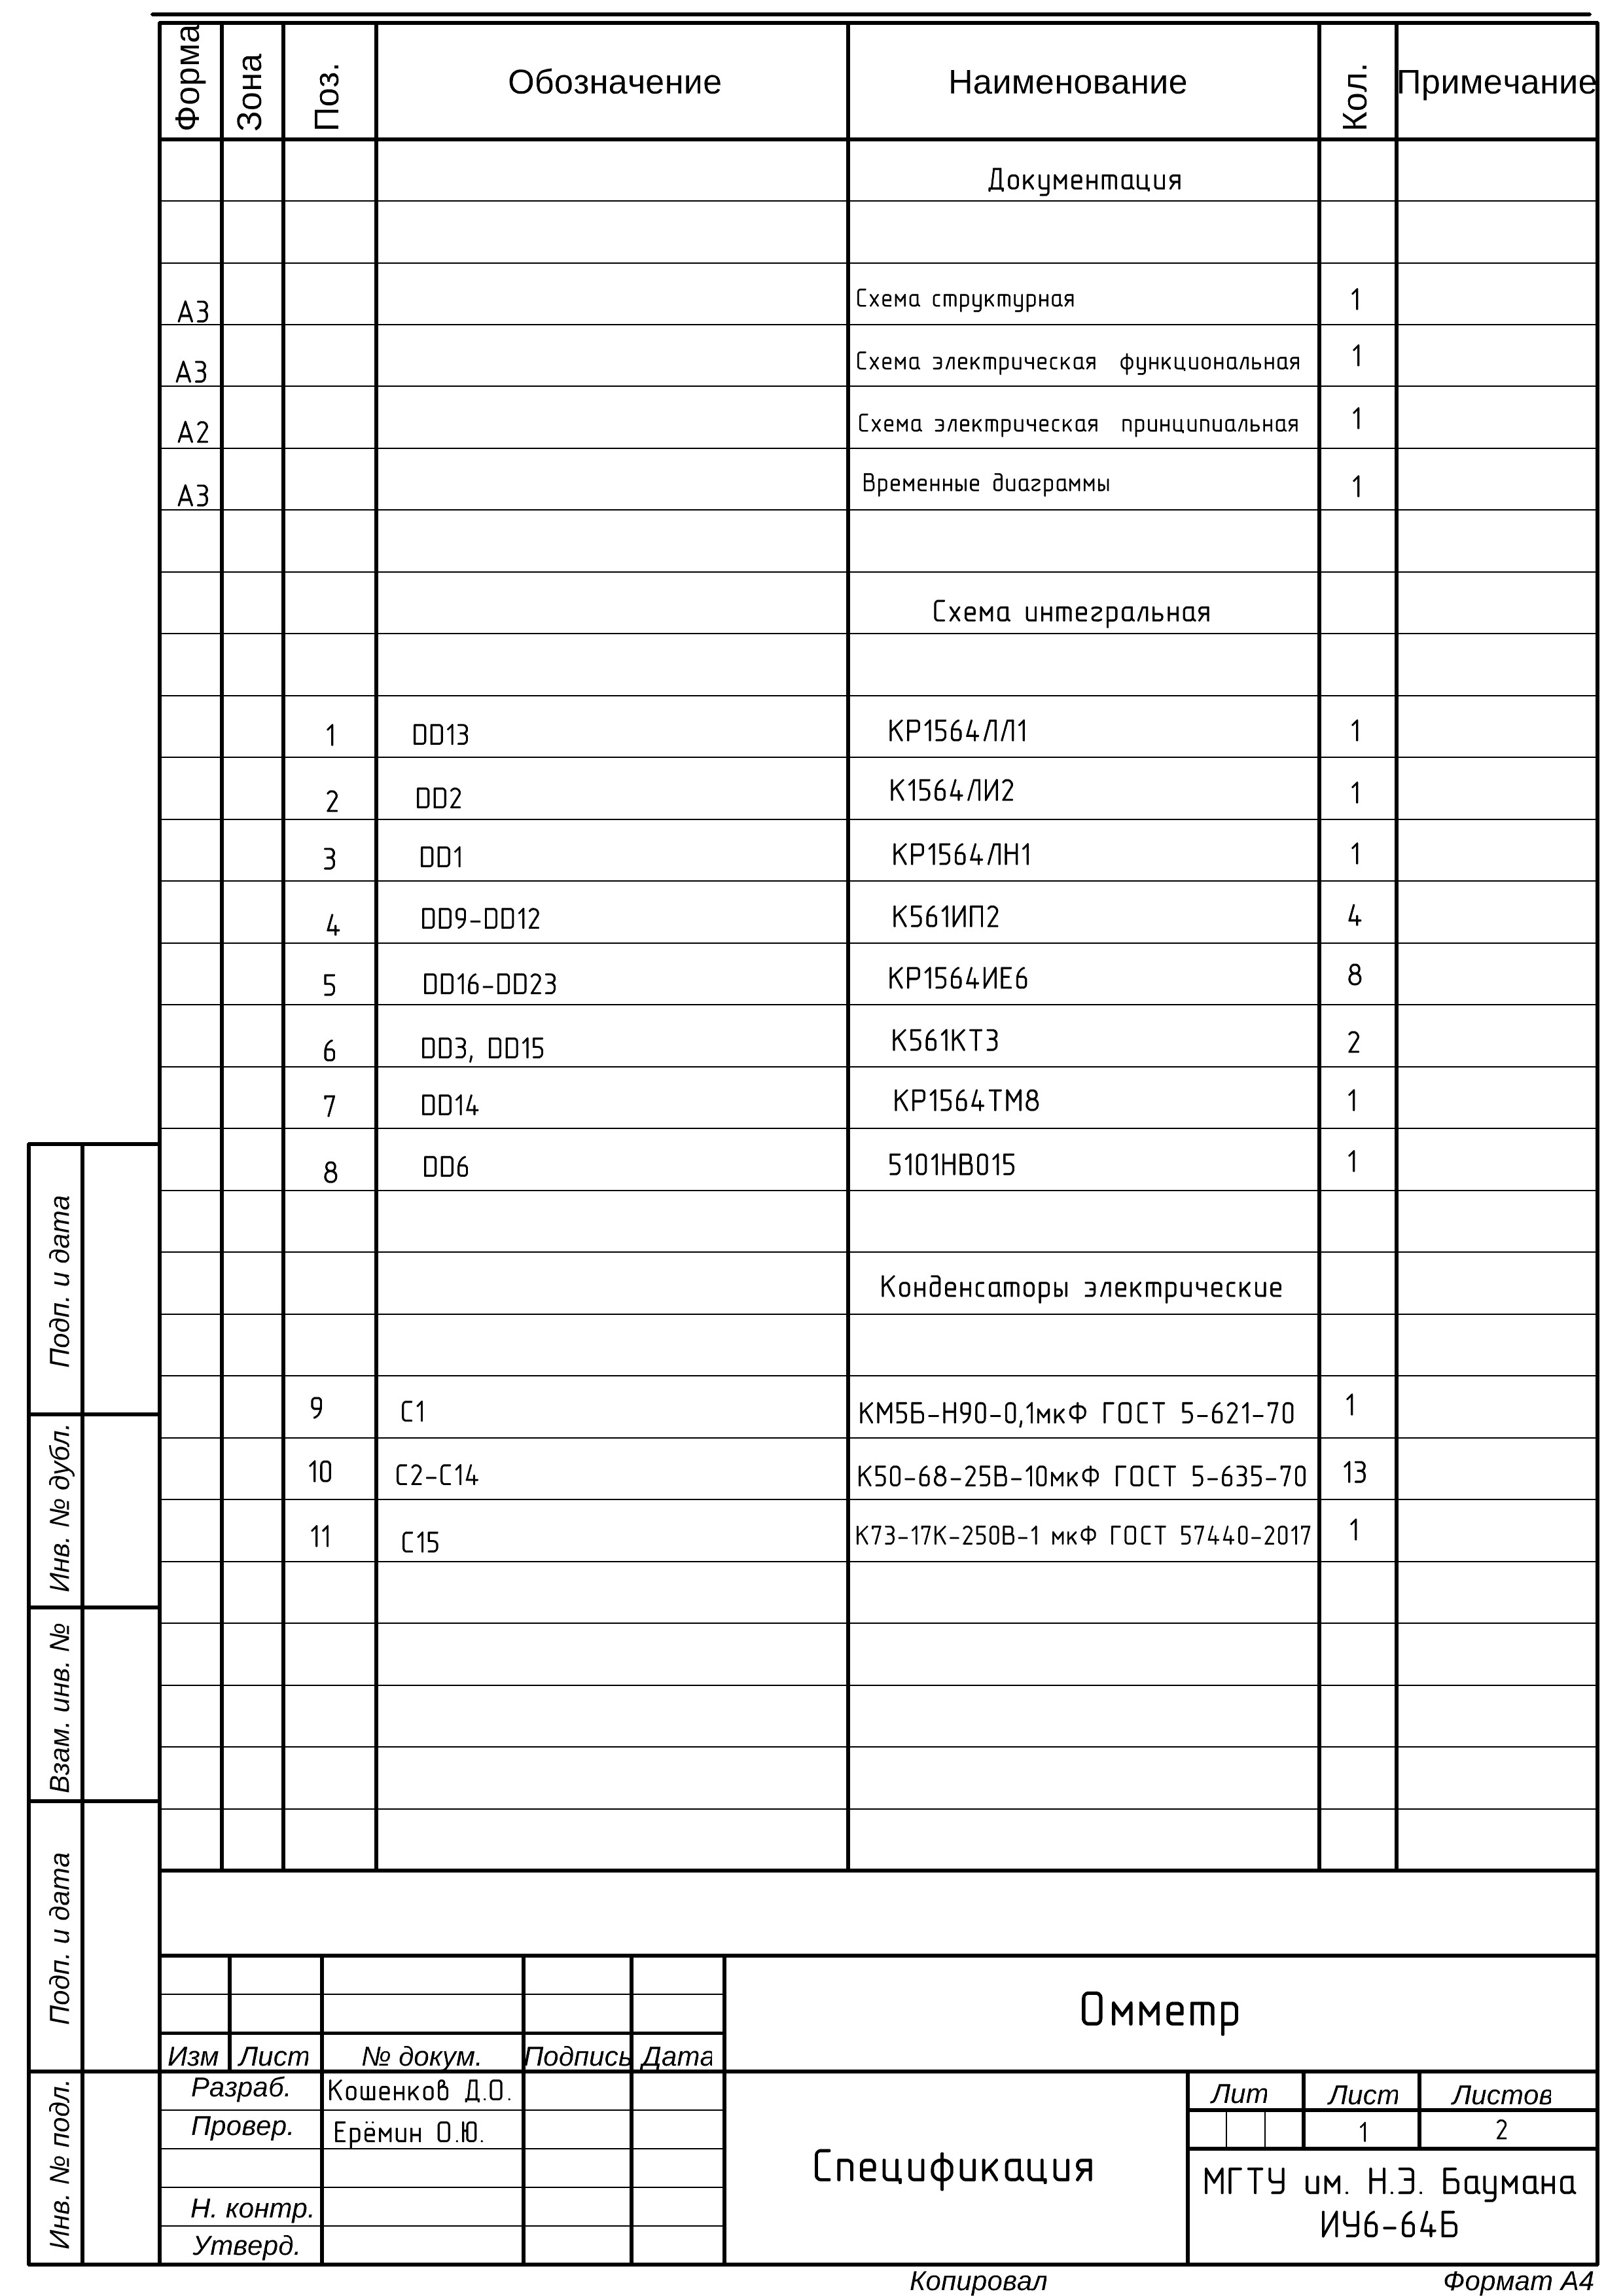 Форма Зона Поз. Обозначение Наименование Кол. Примечание
Документация
А3 Схема структурная 1
А3 Схема электрическая функциональная 1
А2 Схема электрическая принципиальная 1
А3 Временные диаграммы 1
Схема интегральная
1 DD13 КР1564ЛЛ1 1
2 DD2 К1564ЛИ2 1
3 DD1 КР1564ЛН1 1
4 DD9-DD12 К561ИП2 4
5 DD16-DD23 КР1564ИЕ6 8
6 DD3, DD15 К561КТ3 2
7 DD14 КР1564ТМ8 1
8 DD6 5101НВ015 1
Конденсаторы электрические
9 С1 КМ5Б-Н90-0,1мкФ ГОСТ 5-621-70 1
10 С2-С14 К50-68-25В-10мкФ ГОСТ 5-635-70 13
11 С15 К73-17К-250В-1 мкФ ГОСТ 57440-2017 1
Подп. и дата
Инв. № дубл.
Взам. инв. №
Подп. и дата
Инв. № подл.
Омметр
Изм Лист № докум. Подпись Дата
Разраб. Кошенков Д.О.
Провер. Ерёмин О.Ю.
Н. контр.
Утверд.
Спецификация
Лит Лист Листов
1 2
МГТУ им. Н.Э. Баумана
ИУ6-64Б
Копировал Формат А4